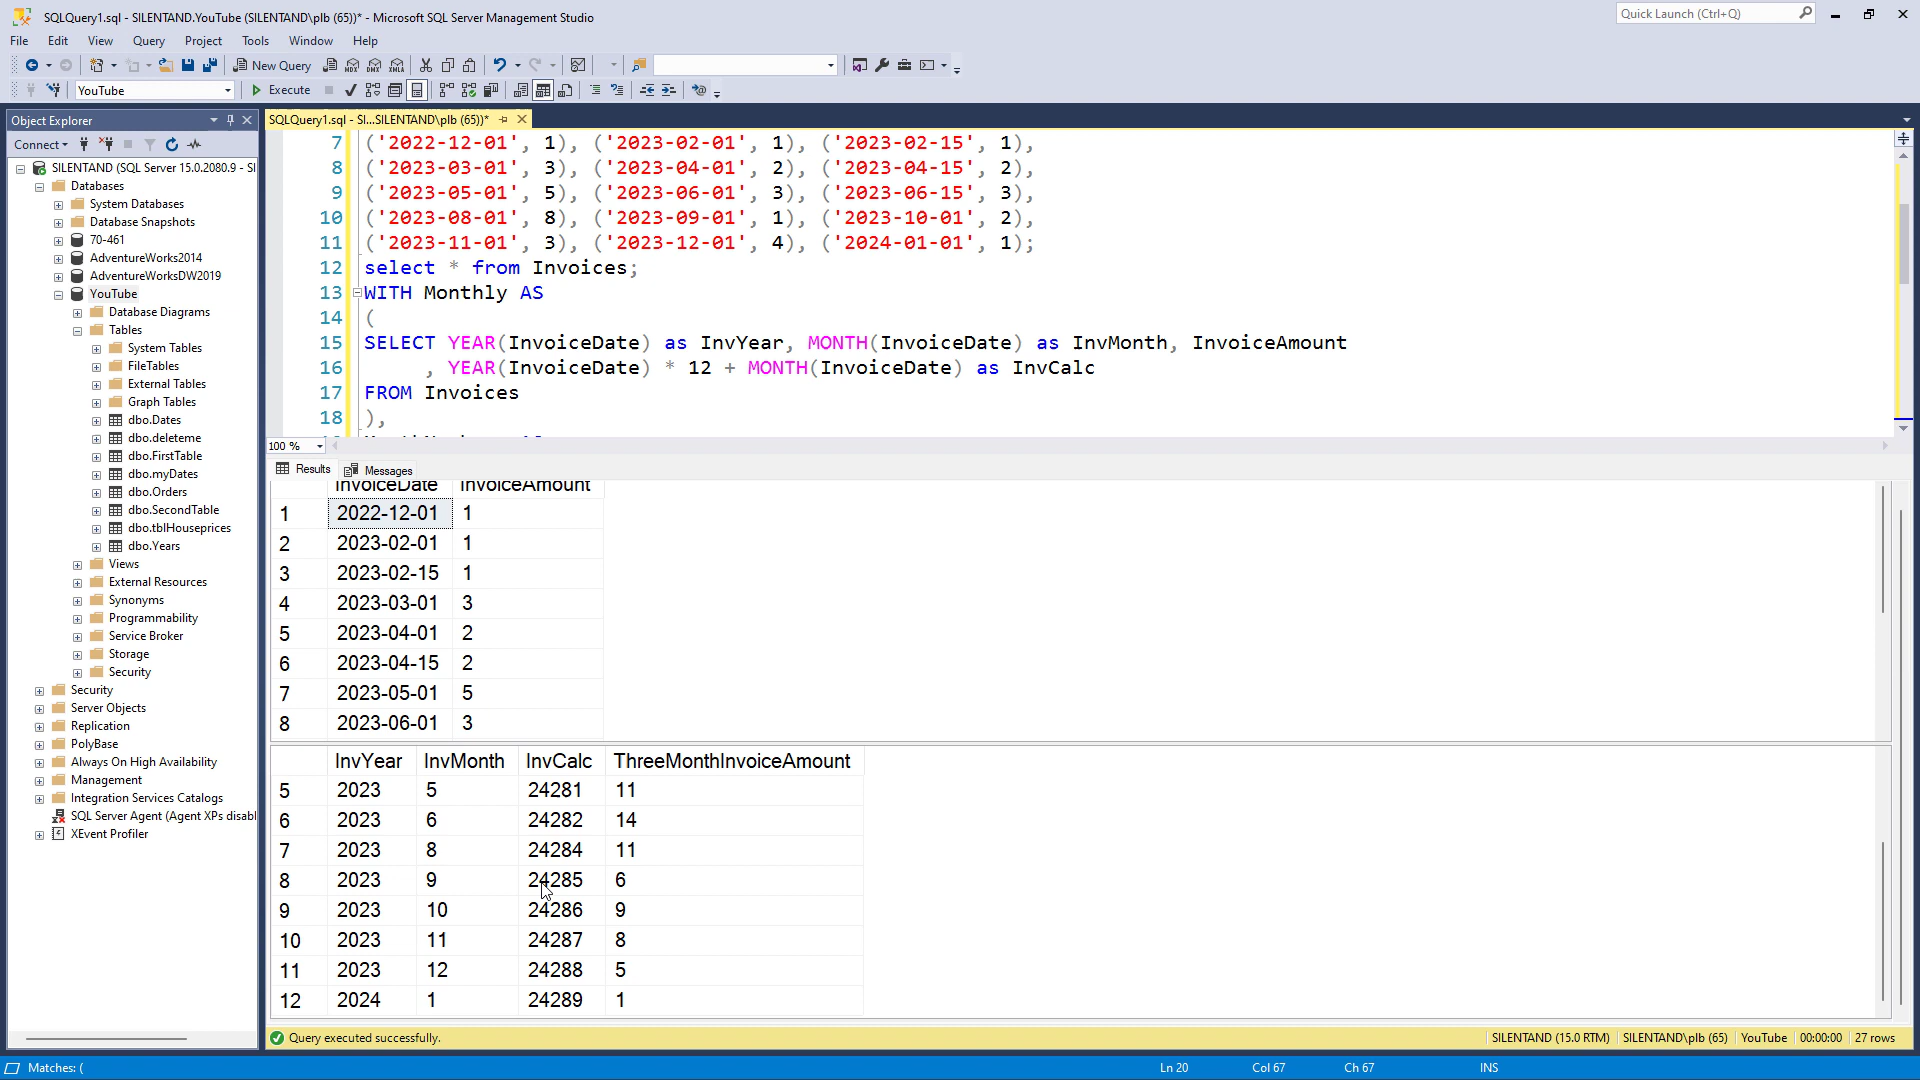 SQLQuery1.sql - SILENTAND.YouTube (SILENTAND\plb (65))* - Microsoft SQL Server Management Studio
Quick Launch (Ctrl+Q)
File Edit View Query Project Tools Window Help
New Query
YouTube
Execute
Object Explorer
SQLQuery1.sql - SI...SILENTAND\plb (65))*
Connect
SILENTAND (SQL Server 15.0.2080.9 - SI
Databases
System Databases
Database Snapshots
70-461
AdventureWorks2014
AdventureWorksDW2019
YouTube
Database Diagrams
Tables
System Tables
FileTables
External Tables
Graph Tables
dbo.Dates
dbo.deleteme
dbo.FirstTable
dbo.myDates
dbo.Orders
dbo.SecondTable
dbo.tblHouseprices
dbo.Years
Views
External Resources
Synonyms
Programmability
Service Broker
Storage
Security
Security
Server Objects
Replication
PolyBase
Always On High Availability
Management
Integration Services Catalogs
SQL Server Agent (Agent XPs disabl
XEvent Profiler
7 ('2022-12-01', 1), ('2023-02-01', 1), ('2023-02-15', 1),
8 ('2023-03-01', 3), ('2023-04-01', 2), ('2023-04-15', 2),
9 ('2023-05-01', 5), ('2023-06-01', 3), ('2023-06-15', 3),
10 ('2023-08-01', 8), ('2023-09-01', 1), ('2023-10-01', 2),
11 ('2023-11-01', 3), ('2023-12-01', 4), ('2024-01-01', 1);
12 select * from Invoices;
13 WITH Monthly AS
14 (
15 SELECT YEAR(InvoiceDate) as InvYear, MONTH(InvoiceDate) as InvMonth, InvoiceAmount
16 , YEAR(InvoiceDate) * 12 + MONTH(InvoiceDate) as InvCalc
17 FROM Invoices
18 ),
100 %
Results Messages
InvoiceDate InvoiceAmount
1 2022-12-01 1
2 2023-02-01 1
3 2023-02-15 1
4 2023-03-01 3
5 2023-04-01 2
6 2023-04-15 2
7 2023-05-01 5
8 2023-06-01 3
InvYear InvMonth InvCalc ThreeMonthInvoiceAmount
5 2023 5 24281 11
6 2023 6 24282 14
7 2023 8 24284 11
8 2023 9 24285 6
9 2023 10 24286 9
10 2023 11 24287 8
11 2023 12 24288 5
12 2024 1 24289 1
Query executed successfully.
SILENTAND (15.0 RTM) SILENTAND\plb (65) YouTube 00:00:00 27 rows
Matches: (
Ln 20 Col 67 Ch 67 INS